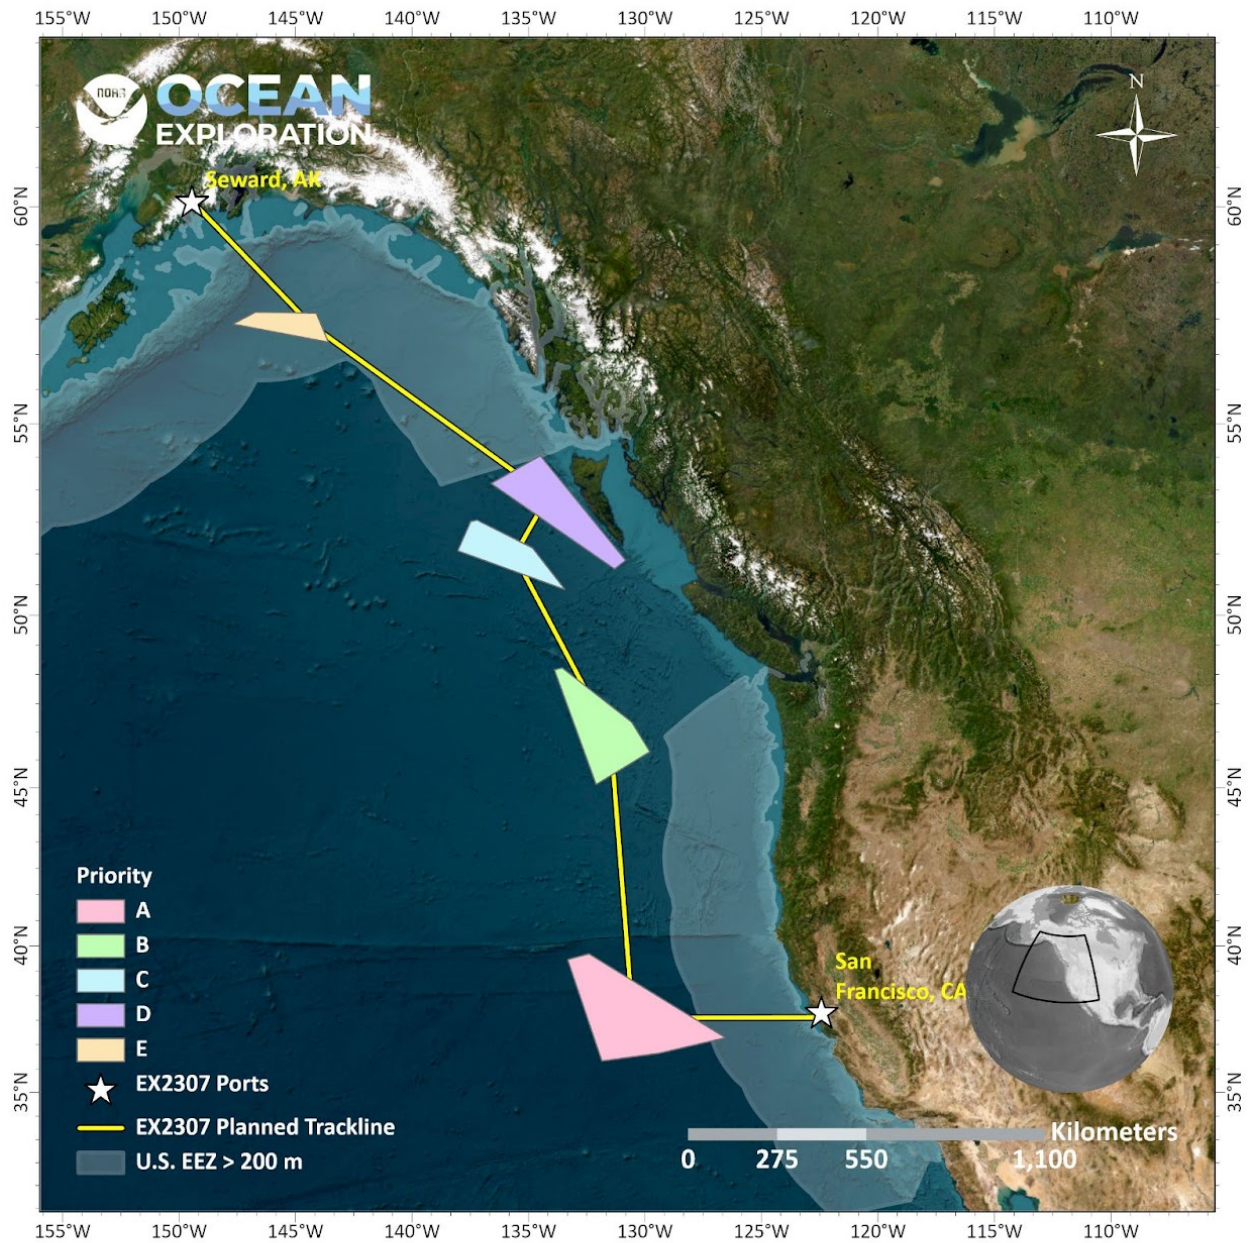 155°W 150°W 145°W 140°W 135°W 130°W 125°W 120°W 115°W 110°W
NOAA
OCEAN
EXPLORATION
N
Seward, AK
60°N 60°N
55°N 55°N
50°N 50°N
45°N 45°N
40°N 40°N
35°N 35°N
San
Francisco, CA
Priority
A
B
C
D
E
EX2307 Ports
EX2307 Planned Trackline
U.S. EEZ > 200 m
Kilometers
0 275 550 1,100
155°W 150°W 145°W 140°W 135°W 130°W 125°W 120°W 115°W 110°W